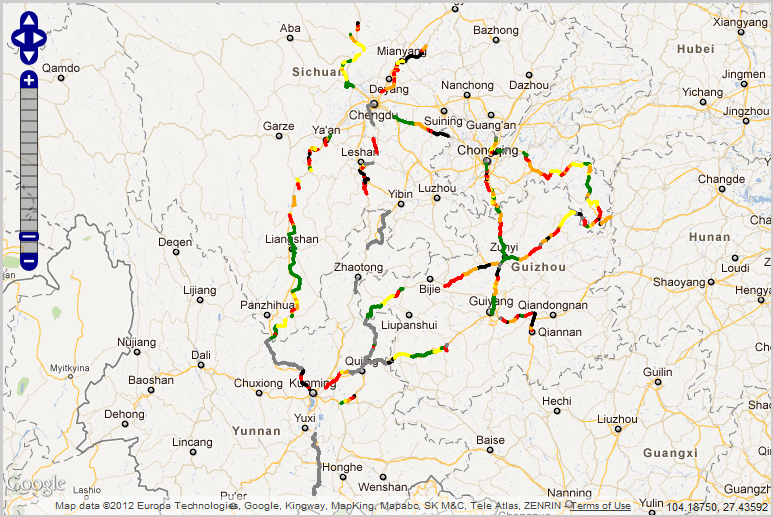 Xiangyang
Aba
Bazhong
Mianyang
Hubei
Qamdo
Sichuan
Jingmen
Deyang
Nanchong
Dazhou
Yichang
Chengdu
Jingzhou
Suining
Guang'an
Garze
Ya'an
Leshan
Chongqing
Changde
Yibin
Luzhou
Deqen
Liangshan
Zunyi
Hunan
Loudi
Zhaotong
Guizhou
Bijie
Shaoyang
Lijiang
Hengya
Panzhihua
Guiyang
Qiandongnan
Liupanshui
Qiannan
Nujiang
Dali
Qujing
Myitkyina
Guilin
Baoshan
Chuxiong
Kunming
Hechi
Dehong
Liuzhou
Yuxi
Yunnan
Lincang
Baise
Guangxi
Honghe
Google
Lashio
Wenshan
Nanning
Guangzh
Pu'er
Yulin
Map data ©2012 Europa Technologies, Google, Kingway, MapKing, Mapabc, SK M&C, Tele Atlas, ZENRIN - Terms of Use
104.18750, 27.43592